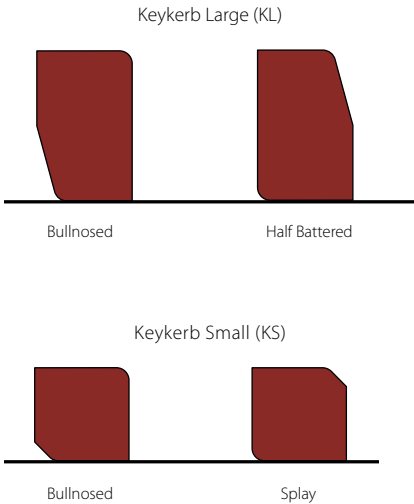 Keykerb Large (KL)
Bullnosed
Half Battered
Keykerb Small (KS)
Bullnosed
Splay